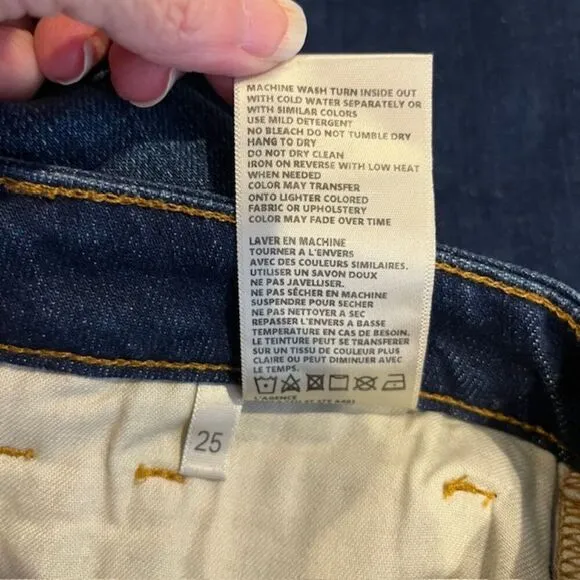 MACHINE WASH TURN INSIDE OUT
WITH COLD WATER SEPARATELY OR
WITH SIMILAR COLORS
USE MILD DETERGENT
NO BLEACH DO NOT TUMBLE DRY
HANG TO DRY
DO NOT DRY CLEAN
IRON ON REVERSE WITH LOW HEAT
WHEN NEEDED
COLOR MAY TRANSFER
ONTO LIGHTER COLORED
FABRIC OR UPHOLSTERY
COLOR MAY FADE OVER TIME
LAVER EN MACHINE
TOURNER A L'ENVERS
AVEC DES COULEURS SIMILAIRES.
UTILISER UN SAVON DOUX
NE PAS JAVELLISER.
NE PAS SÉCHER EN MACHINE
SUSPENDRE POUR SECHER
NE PAS NETTOYER A SEC
REPASSER L'ENVERS A BASSE
TEMPERATURE EN CAS DE BESOIN.
LE TEINTURE PEUT SE TRANSFERER
SUR UN TISSU DE COULEUR PLUS
CLAIRE OU PEUT DIMINUER AVEC
LE TEMPS.
L'AGENCE
25